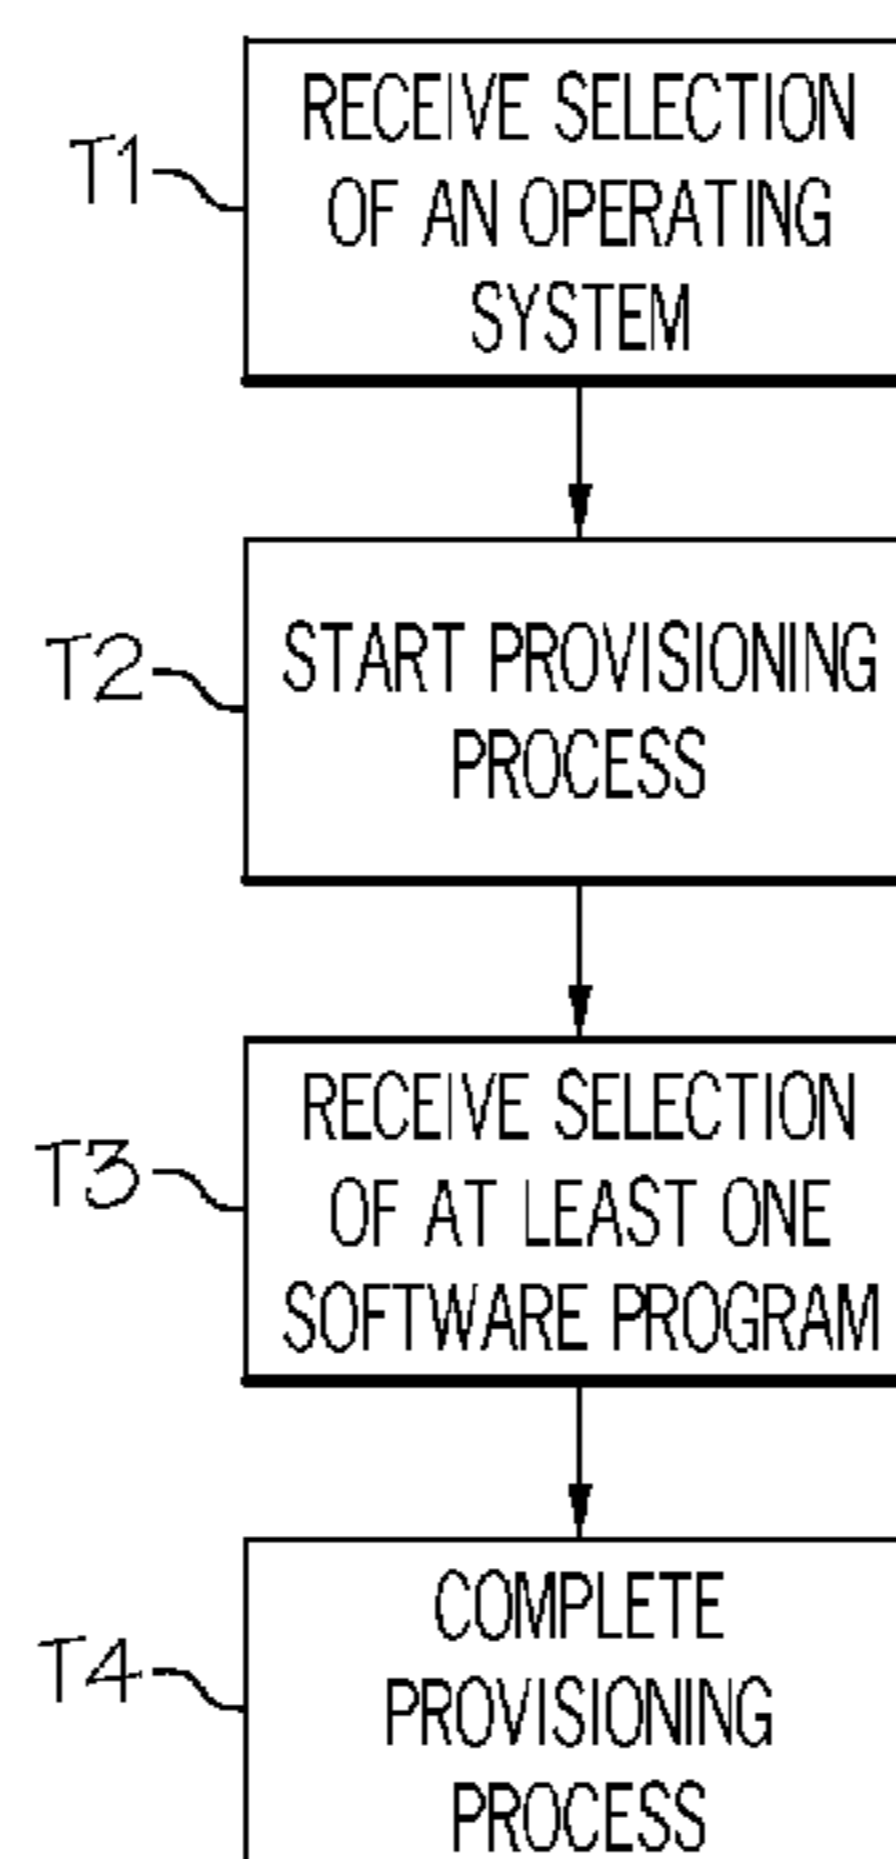 T1
RECEIVE SELECTION
OF AN OPERATING
SYSTEM
T2
START PROVISIONING
PROCESS
T3
RECEIVE SELECTION
OF AT LEAST ONE
SOFTWARE PROGRAM
T4
COMPLETE
PROVISIONING
PROCESS